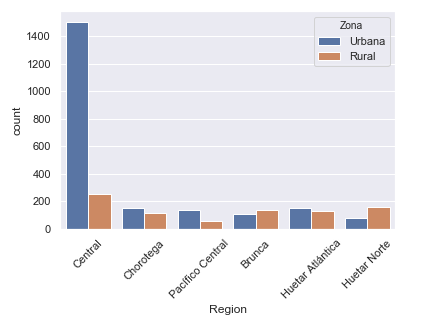 Zona
Urbana
Rural
count
1400
1200
1000
800
600
400
200
0
Central
Chorotega
Pacífico Central
Brunca
Huetar Atlántica
Huetar Norte
Region